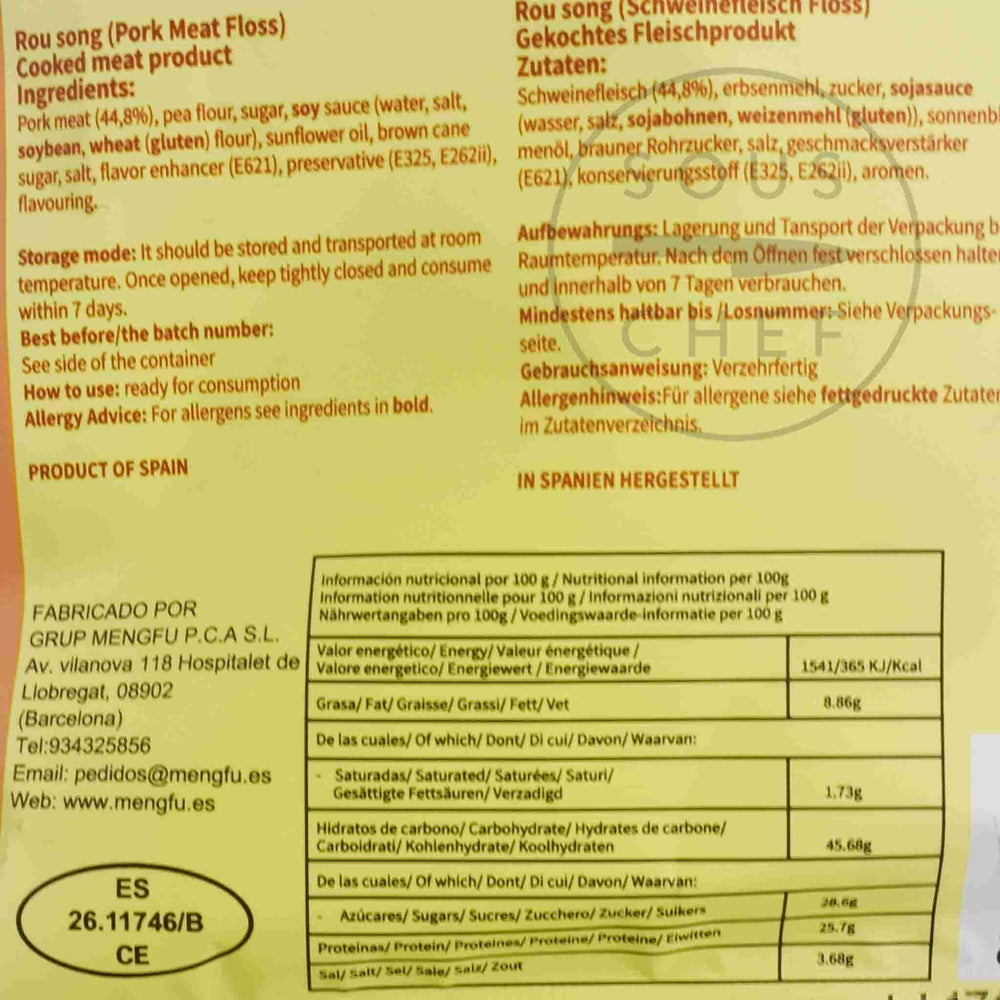 Rou song (Pork Meat Floss)
Cooked meat product
Ingredients:
Pork meat (44,8%), pea flour, sugar, soy sauce (water, salt,
soybean, wheat (gluten) flour), sunflower oil, brown cane
sugar, salt, flavor enhancer (E621), preservative (E325, E262ii),
flavouring.
Storage mode: It should be stored and transported at room
temperature. Once opened, keep tightly closed and consume
within 7 days.
Best before/the batch number:
See side of the container
How to use: ready for consumption
Allergy Advice: For allergens see ingredients in bold.
PRODUCT OF SPAIN
Rou song (Schweinefleisch Floss)
Gekochtes Fleischprodukt
Zutaten:
Schweinefleisch (44,8%), erbsenmehl, zucker, sojasauce
(wasser, salz, sojabohnen, weizenmehl (gluten)), sonnenbl
menöl, brauner Rohrzucker, salz, geschmacksverstärker
(E621), konservierungsstoff (E325, E262ii), aromen.
Aufbewahrungs: Lagerung und Tansport der Verpackung b
Raumtemperatur. Nach dem Öffnen fest verschlossen halten
und innerhalb von 7 Tagen verbrauchen.
Mindestens haltbar bis /Losnummer: Siehe Verpackungs-
seite.
Gebrauchsanweisung: Verzehrfertig
Allergenhinweis:Für allergene siehe fettgedruckte Zutaten
im Zutatenverzeichnis.
IN SPANIEN HERGESTELLT
SOUS
CHEF
FABRICADO POR
GRUP MENGFU P.C.A S.L.
Av. vilanova 118 Hospitalet de
Llobregat, 08902
(Barcelona)
Tel:934325856
Email: pedidos@mengfu.es
Web: www.mengfu.es
ES
26.11746/B
CE
Información nutricional por 100 g / Nutritional information per 100g
Information nutritionnelle pour 100 g / Informazioni nutrizionali per 100 g
Nährwertangaben pro 100g / Voedingswaarde-informatie per 100 g
Valor energético/ Energy/ Valeur énergétique /
Valore energetico/ Energiewert / Energiewaarde
1541/365 KJ/Kcal
Grasa/ Fat/ Graisse/ Grassi/ Fett/ Vet
8.86g
De las cuales/ Of which/ Dont/ Di cui/ Davon/ Waarvan:
- Saturadas/ Saturated/ Saturées/ Saturi/
Gesättigte Fettsäuren/ Verzadigd
1.73g
Hidratos de carbono/ Carbohydrate/ Hydrates de carbone/
Carboidrati/ Kohlenhydrate/ Koolhydraten
45.68g
De las cuales/ Of which/ Dont/ Di cui/ Davon/ Waarvan:
- Azúcares/ Sugars/ Sucres/ Zucchero/ Zucker/ Suikers
28.6g
Proteinas/ Protein/ Proteines/ Proteine/ Proteine/ Eiwitten
25.7g
Sal/ Salt/ Sel/ Sale/ Salz/ Zout
3.68g